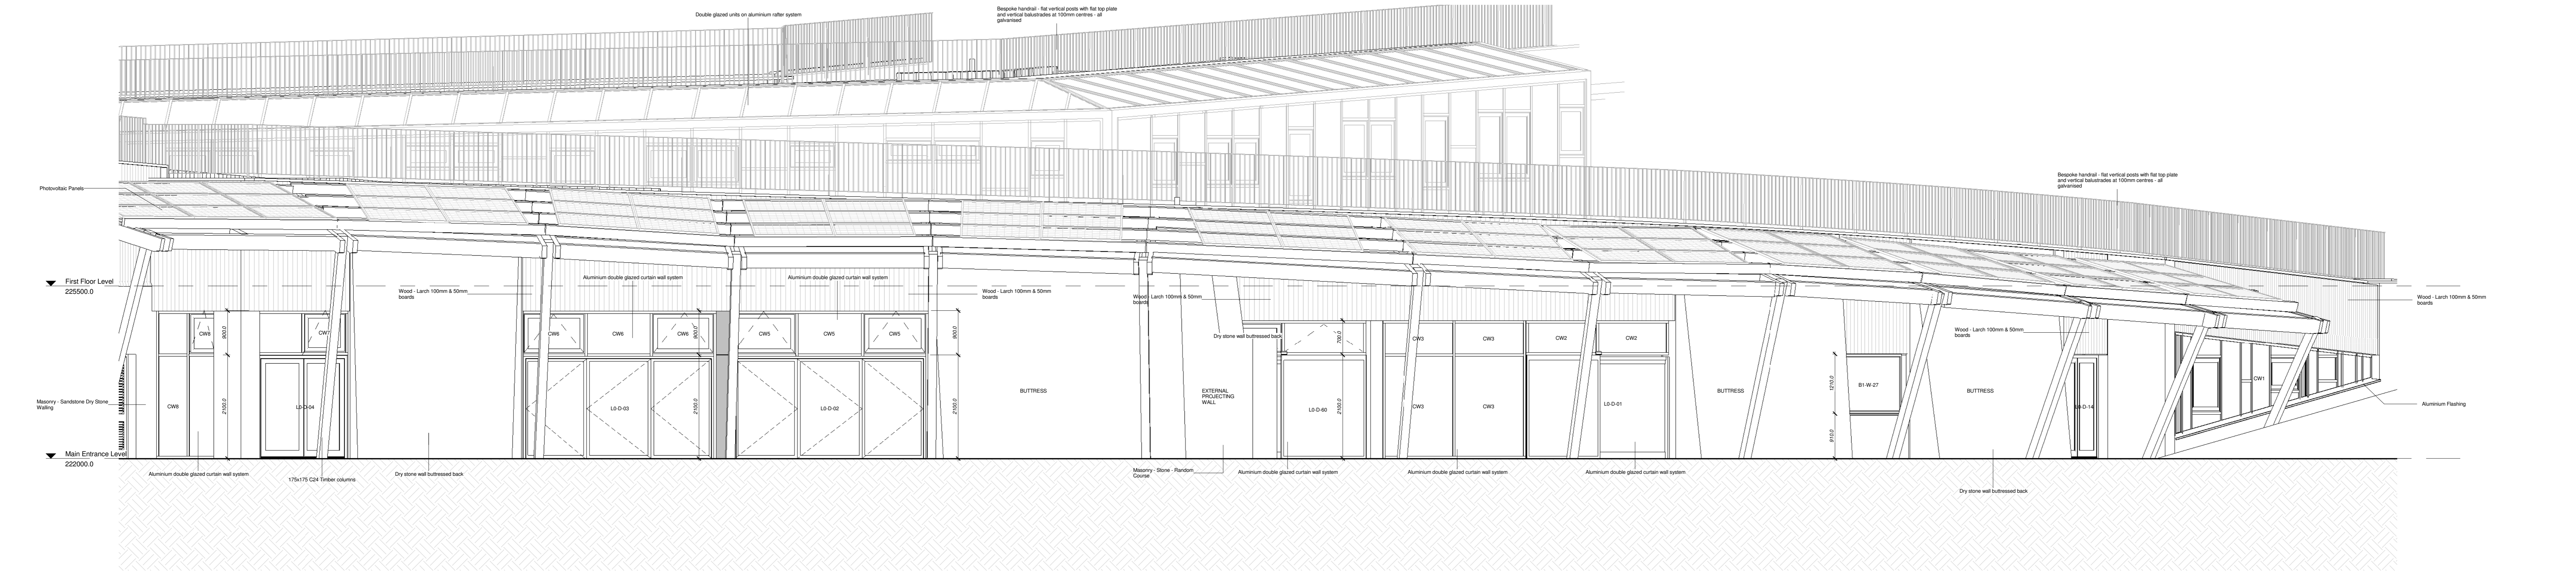 Double glazed units on aluminium rafter system
Bespoke handrail - flat vertical posts with flat top plate
and vertical balustrades at 100mm centres - all
galvanised
Bespoke handrail - flat vertical posts with flat top plate
and vertical balustrades at 100mm centres - all
galvanised
Photovoltaic Panels
First Floor Level
225500.0
Aluminium double glazed curtain wall system
Aluminium double glazed curtain wall system
Wood - Larch 100mm & 50mm
boards
Wood - Larch 100mm & 50mm
boards
Wood - Larch 100mm & 50mm
boards
Wood - Larch 100mm & 50mm
boards
Wood - Larch 100mm & 50mm
boards
Dry stone wall buttressed back
CW8
900.0
CW7
CW6
CW6
CW6
900.0
CW5
CW5
CW5
900.0
700.0
CW3
CW3
CW2
CW2
CW1
Masonry - Sandstone Dry Stone
Walling
CW8
2100.0
L0-D-04
L0-D-03
2100.0
L0-D-02
2100.0
BUTTRESS
EXTERNAL
PROJECTING
WALL
L0-D-60
2100.0
CW3
CW3
L0-D-01
BUTTRESS
1210.0
910.0
B1-W-27
BUTTRESS
L0-D-14
Aluminium Flashing
Main Entrance Level
222000.0
Aluminium double glazed curtain wall system
175x175 C24 Timber columns
Dry stone wall buttressed back
Masonry - Stone - Random
Course
Aluminium double glazed curtain wall system
Aluminium double glazed curtain wall system
Aluminium double glazed curtain wall system
Dry stone wall buttressed back